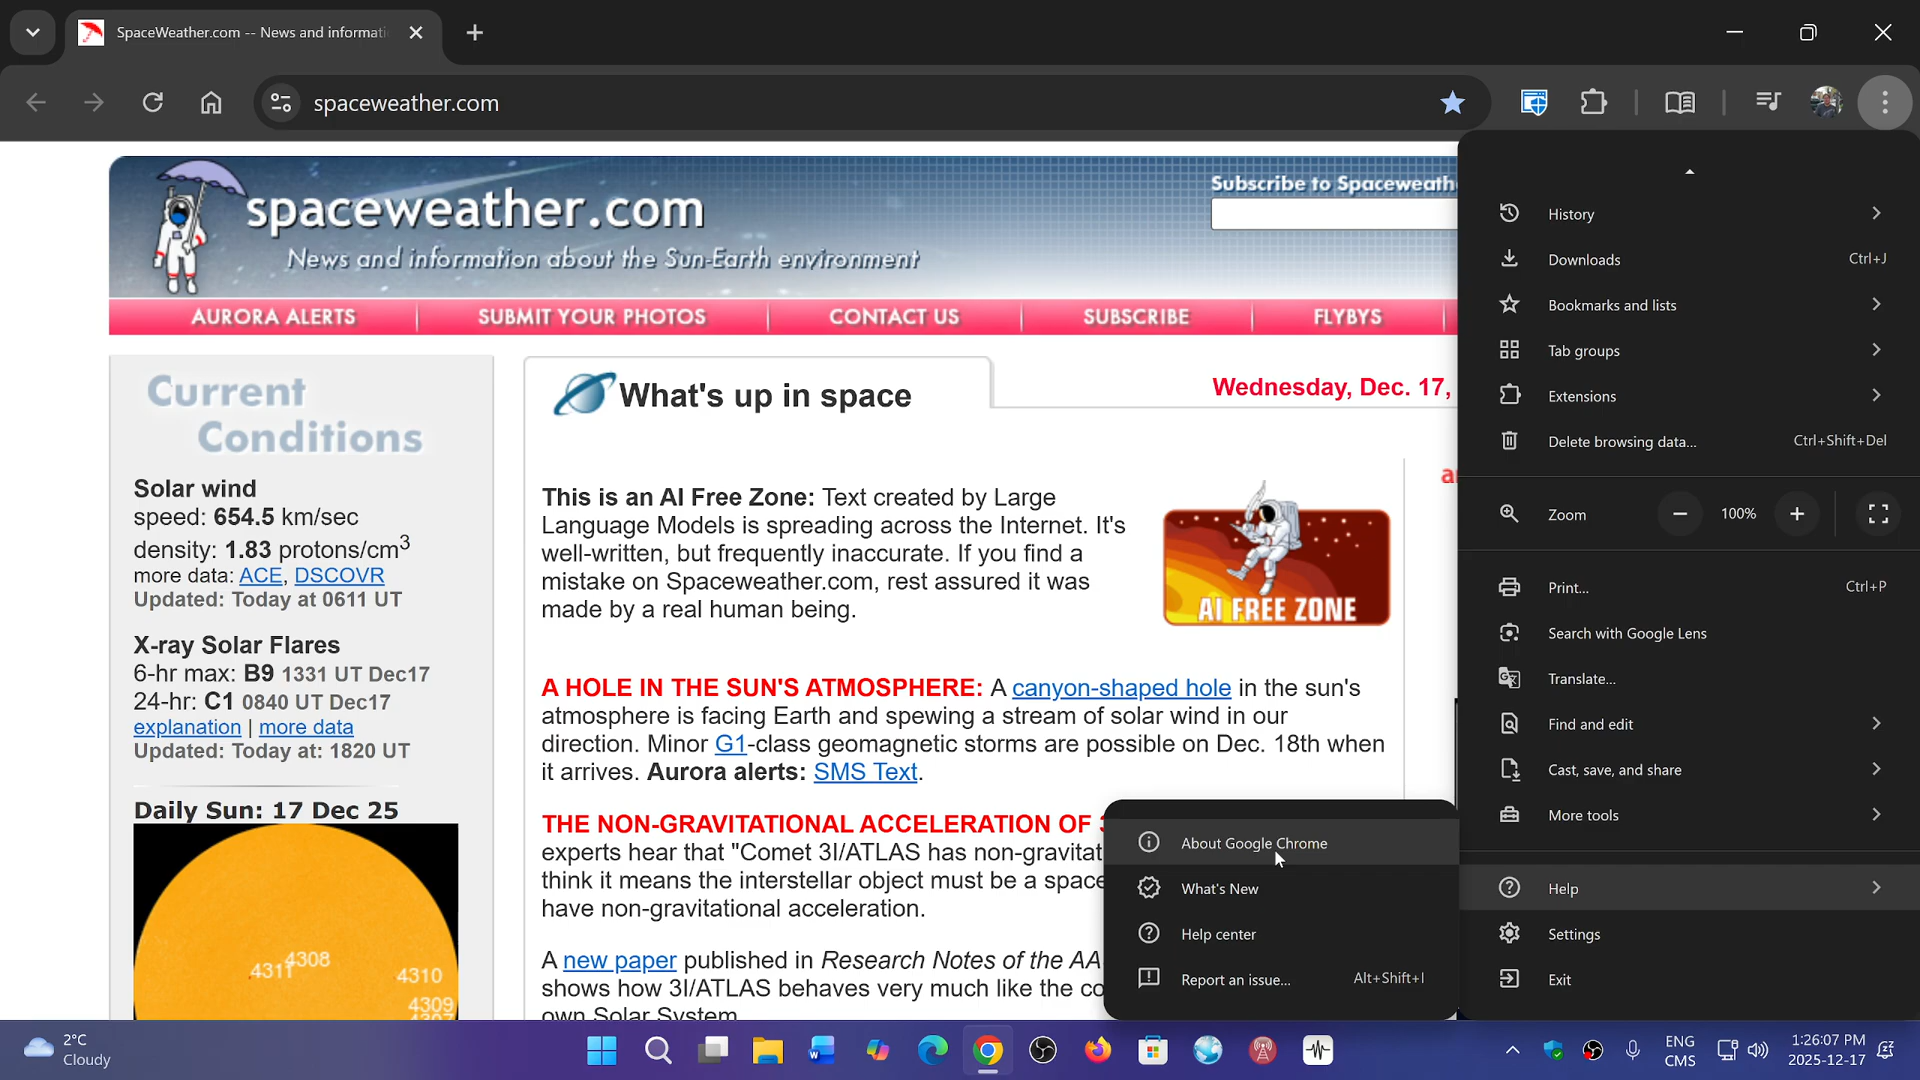 SpaceWeather.com -- News and informati
spaceweather.com
spaceweather.com
News and information about the Sun-Earth environment
Subscribe to Spaceweath
AURORA ALERTS
SUBMIT YOUR PHOTOS
CONTACT US
SUBSCRIBE
FLYBYS
Current
Conditions
Solar wind
speed: 654.5 km/sec
density: 1.83 protons/cm3
more data: ACE, DSCOVR
Updated: Today at 0611 UT
X-ray Solar Flares
6-hr max: B9 1331 UT Dec17
24-hr: C1 0840 UT Dec17
explanation | more data
Updated: Today at: 1820 UT
Daily Sun: 17 Dec 25
4311
4308
4310
4309
What's up in space
Wednesday, Dec. 17,
This is an AI Free Zone: Text created by Large
Language Models is spreading across the Internet. It's
well-written, but frequently inaccurate. If you find a
mistake on Spaceweather.com, rest assured it was
made by a real human being.
AI FREE ZONE
A HOLE IN THE SUN'S ATMOSPHERE: A canyon-shaped hole in the sun's
atmosphere is facing Earth and spewing a stream of solar wind in our
direction. Minor G1-class geomagnetic storms are possible on Dec. 18th when
it arrives. Aurora alerts: SMS Text.
THE NON-GRAVITATIONAL ACCELERATION OF
experts hear that "Comet 3I/ATLAS has non-gravitat
think it means the interstellar object must be a space
have non-gravitational acceleration.
A new paper published in Research Notes of the AA
shows how 3I/ATLAS behaves very much like the co
own Solar System.
History
Downloads Ctrl+J
Bookmarks and lists
Tab groups
Extensions
Delete browsing data... Ctrl+Shift+Del
Zoom 100%
Print... Ctrl+P
Search with Google Lens
Translate...
Find and edit
Cast, save, and share
More tools
Help
Settings
Exit
About Google Chrome
What's New
Help center
Report an issue... Alt+Shift+I
2°C
Cloudy
ENG
CMS
1:26:07 PM
2025-12-17